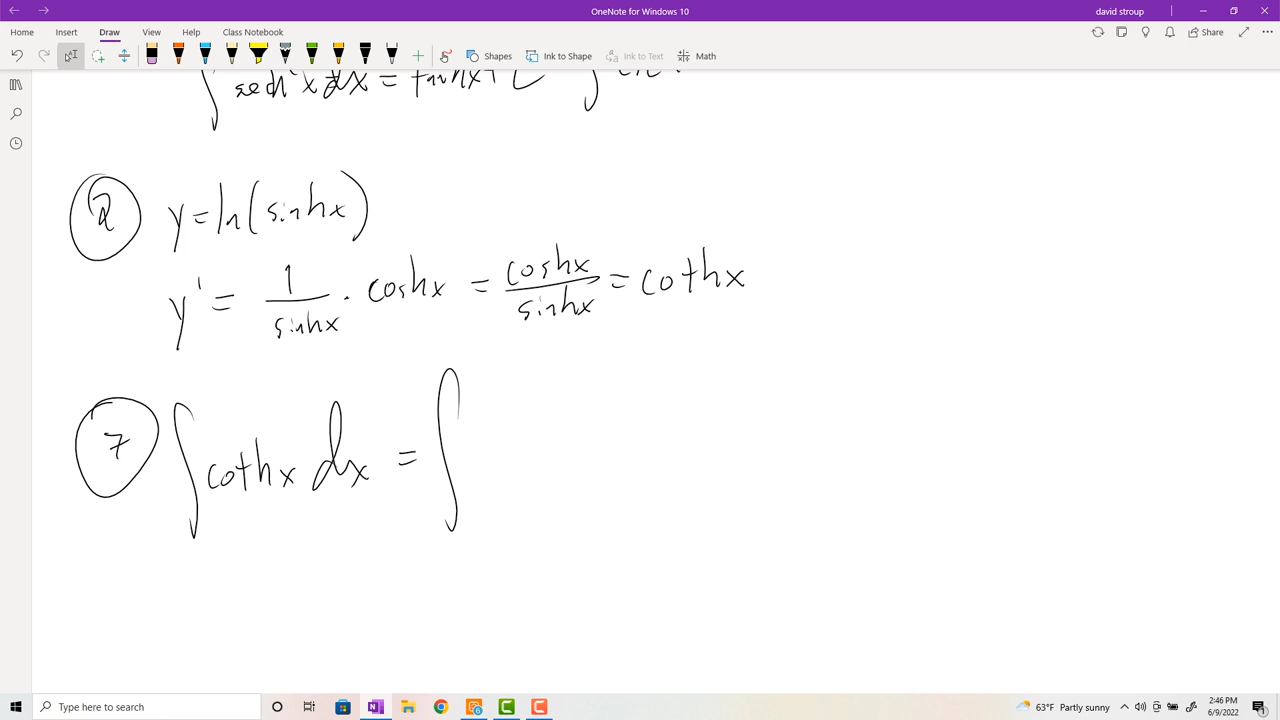 OneNote for Windows 10
david stroup
Home Insert Draw View Help Class Notebook
Share
Shapes Ink to Shape Ink to Text Math
∫ sech²x dx = tanhx + C ∫
② y = ln(sinhx)
y' = 1/sinhx · coshx = coshx/sinhx = cothx
⑦ ∫ cothx dx = ∫
Type here to search
63°F Partly sunny
2:46 PM
6/9/2022